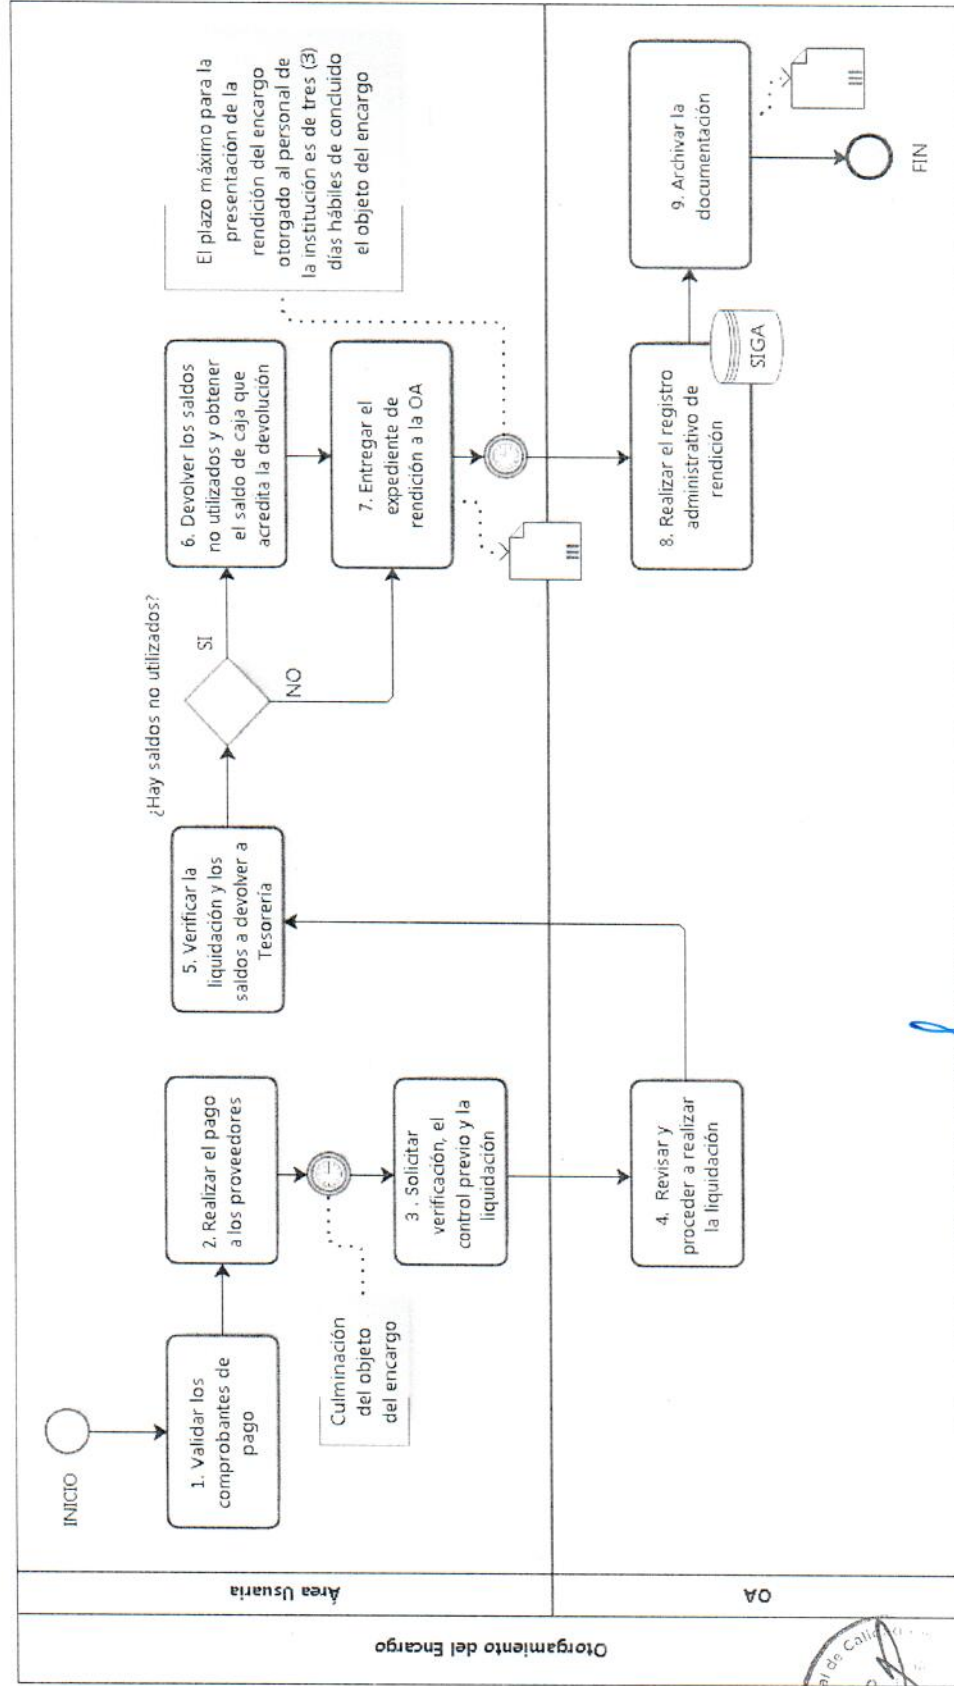 Otorgamiento del Encargo
Área Usuaria
OA
INICIO
1. Validar los
comprobantes de
pago
2. Realizar el pago
a los proveedores
Culminación
del objeto
del encargo
3 . Solicitar
verificación, el
control previo y la
liquidación
4. Revisar y
proceder a realizar
la liquidación
5. Verificar la
liquidación y los
saldos a devolver a
Tesorería
¿Hay saldos no utilizados?
SI
NO
6. Devolver los saldos
no utilizados y obtener
el saldo de caja que
acredita la devolución
7. Entregar el
expediente de
rendición a la OA
El plazo máximo para la
presentación de la
rendición del encargo
otorgado al personal de
la institución es de tres (3)
días hábiles de concluido
el objeto del encargo
8. Realizar el registro
administrativo de
rendición
SIGA
9. Archivar la
documentación
FIN
de